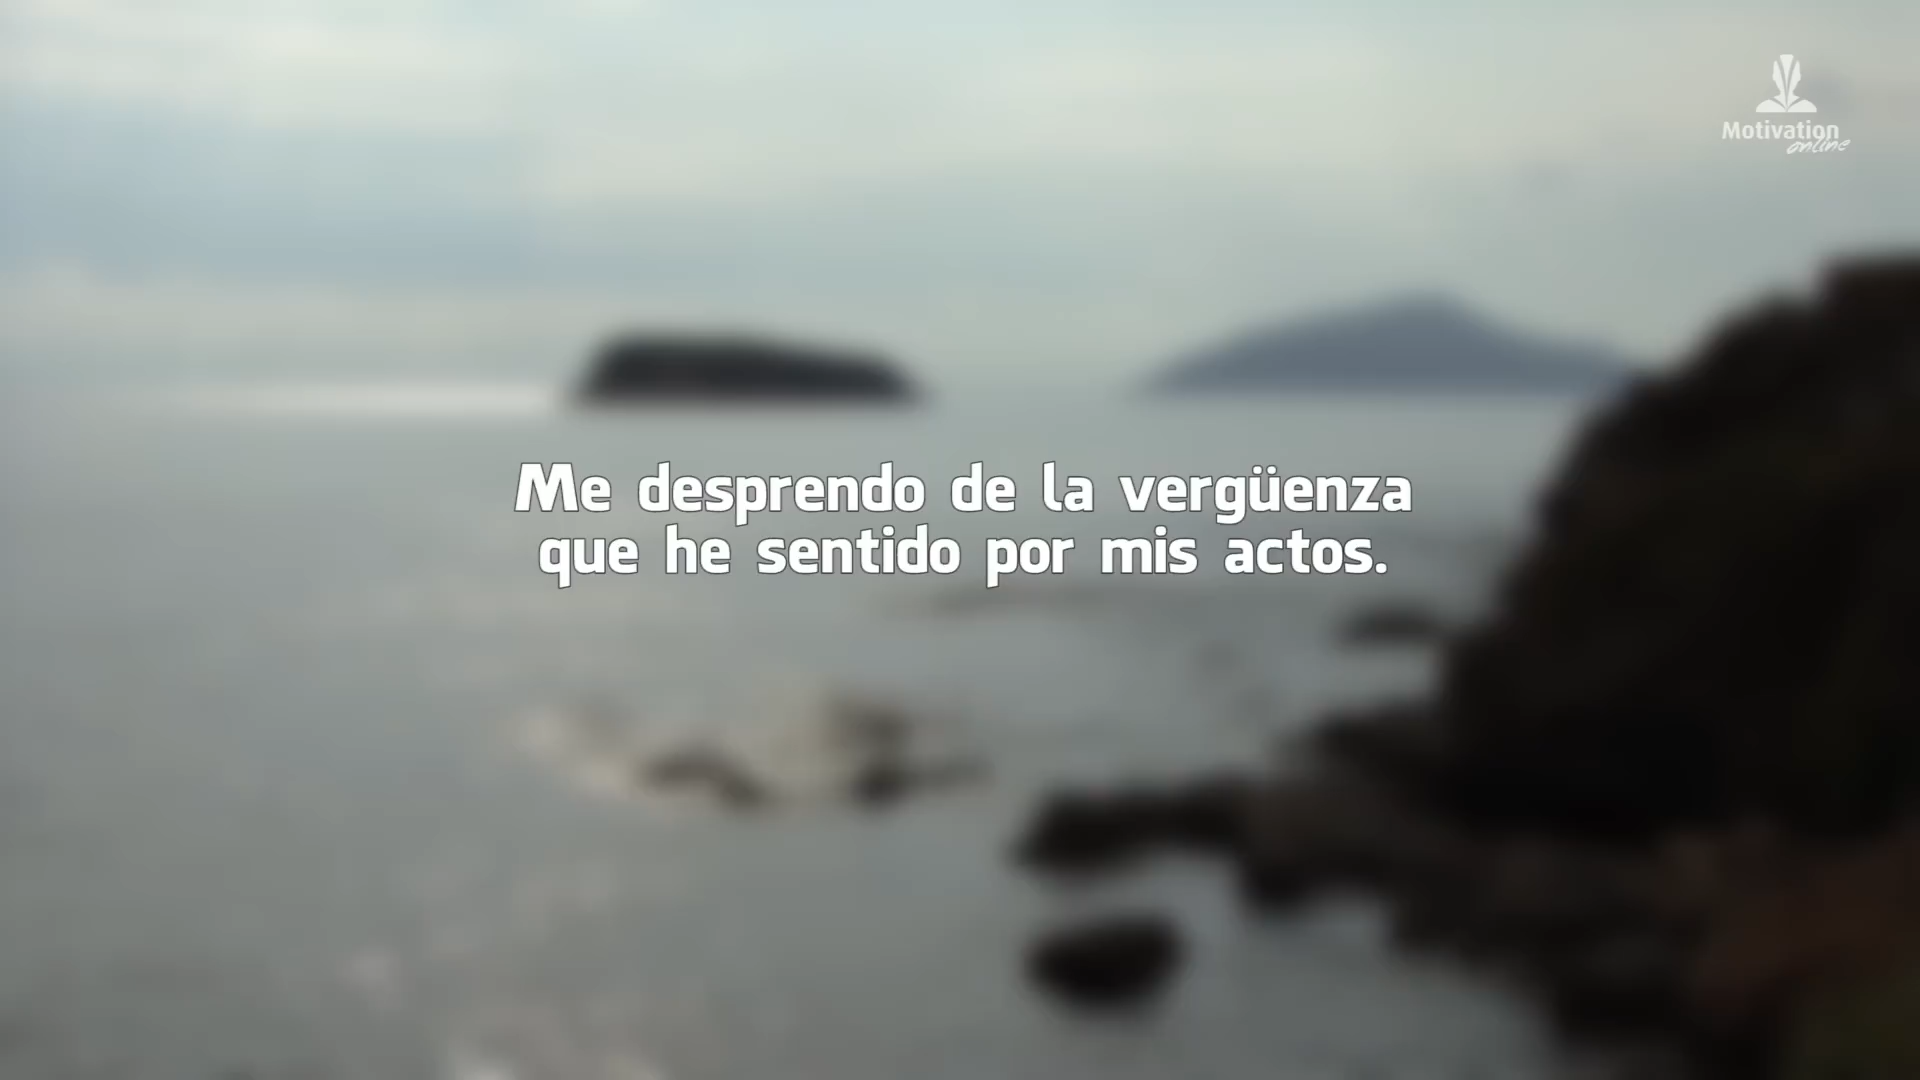 Motivation
online
Me desprendo de la vergüenza
que he sentido por mis actos.